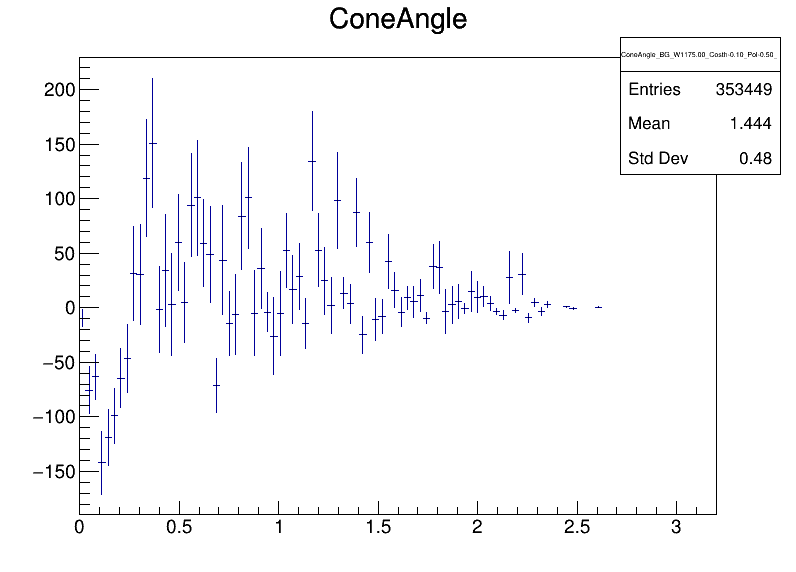 ConeAngle
ConeAngle_BG_W1175.00_Costh-0.10_Pol-0.50_
Entries 353449
Mean 1.444
Std Dev 0.48
200
150
100
50
0
−50
−100
−150
0 0.5 1 1.5 2 2.5 3